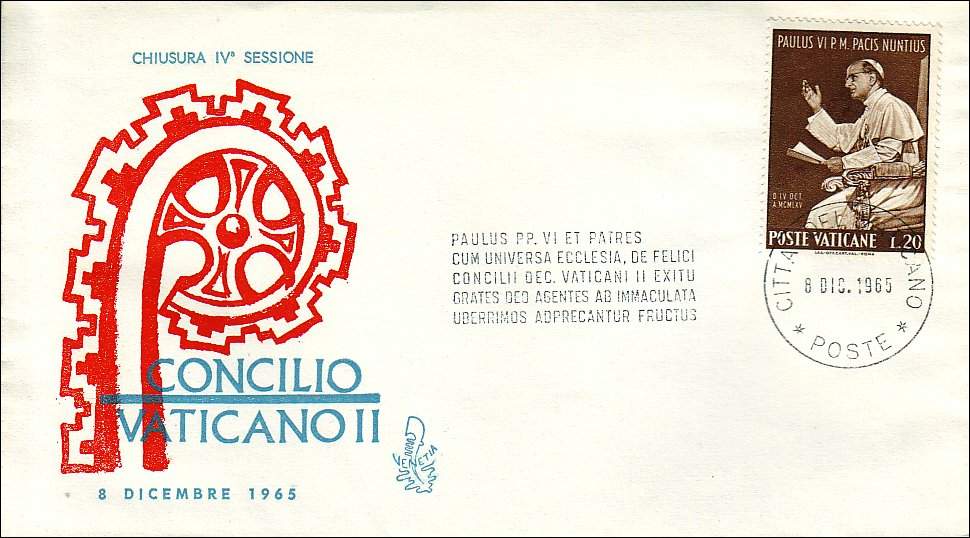 CHIUSURA IVª SESSIONE
CONCILIO
VATICANO II
8 DICEMBRE 1965
VENETIA
PAULUS PP. VI ET PATRES
CUM UNIVERSA ECCLESIA, DE FELICI
CONCILII OEC. VATICANI II EXITU
GRATES DEO AGENTES AB IMMACULATA
UBERRIMOS ADPRECANTUR FRUCTUS
PAULUS VI P.M. PACIS NUNTIUS
D IV OCT
A MCMLXV
POSTE VATICANE L.20
8 DIC. 1965
* POSTE *